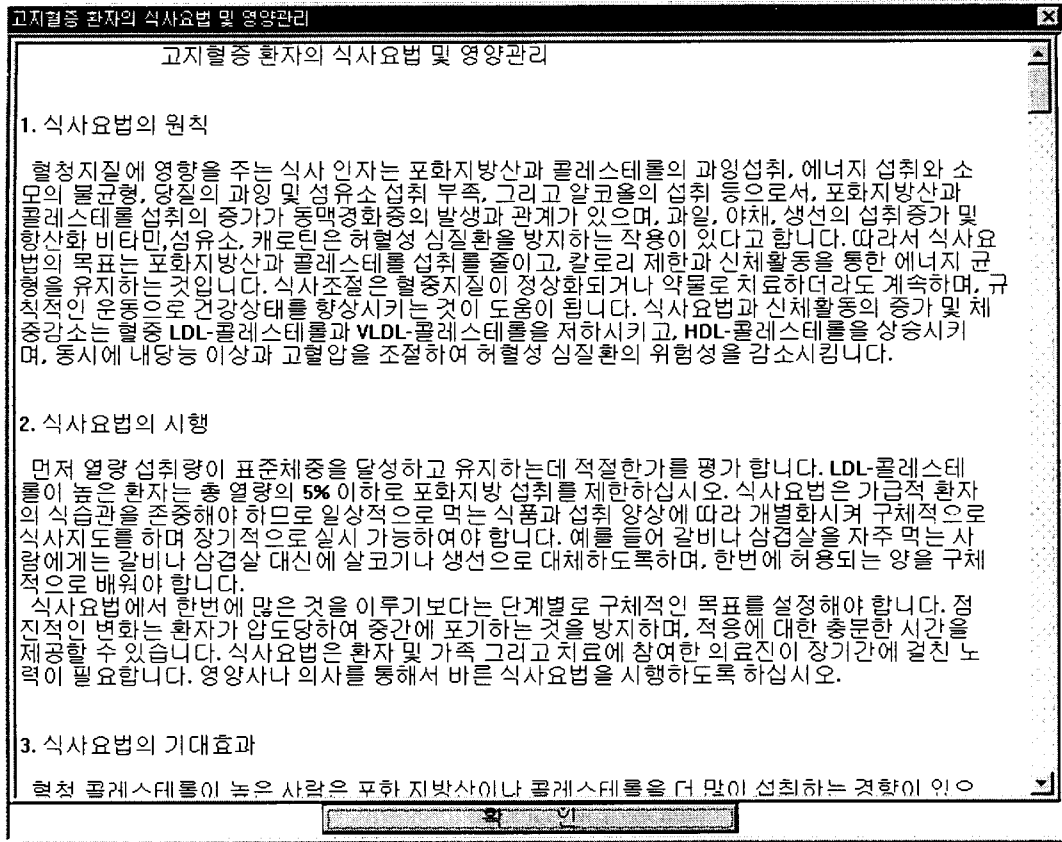 고지혈증 환자의 식사요법 및 영양관리
고지혈증 환자의 식사요법 및 영양관리
1. 식사요법의 원칙
혈청지질에 영향을 주는 식사 인자는 포화지방산과 콜레스테롤의 과잉섭취, 에너지 섭취와 소
모의 불균형, 당질의 과잉 및 섬유소 섭취 부족, 그리고 알코올의 섭취 등으로서, 포화지방산과
콜레스테롤 섭취의 증가가 동맥경화증의 발생과 관계가 있으며, 과일, 야채, 생선의 섭취증가 및
항산화 비타민,섬유소, 캐로틴은 허혈성 심질환을 방지하는 작용이 있다고 합니다. 따라서 식사요
법의 목표는 포화지방산과 콜레스테롤 섭취를 줄이고, 칼로리 제한과 신체활동을 통한 에너지 균
형을 유지하는 것입니다. 식사조절은 혈중지질이 정상화되거나 약물로 치료하더라도 계속하며, 규
칙적인 운동으로 건강상태를 향상시키는 것이 도움이 됩니다. 식사요법과 신체활동의 증가 및 체
중감소는 혈중 LDL-콜레스테롤과 VLDL-콜레스테롤을 저하시키고, HDL-콜레스테롤을 상승시키
며, 동시에 내당능 이상과 고혈압을 조절하여 허혈성 심질환의 위험성을 감소시킵니다.
2. 식사요법의 시행
먼저 열량 섭취량이 표준체중을 달성하고 유지하는데 적절한가를 평가 합니다. LDL-콜레스테
롤이 높은 환자는 총 열량의 5% 이하로 포화지방 섭취를 제한하십시오. 식사요법은 가급적 환자
의 식습관을 존중해야 하므로 일상적으로 먹는 식품과 섭취 양상에 따라 개별화시켜 구체적으로
식사지도를 하며 장기적으로 실시 가능하여야 합니다. 예를 들어 갈비나 삼겹살을 자주 먹는 사
람에게는 갈비나 삼겹살 대신에 살코기나 생선으로 대체하도록하며, 한번에 허용되는 양을 구체
적으로 배워야 합니다.
식사요법에서 한번에 많은 것을 이루기보다는 단계별로 구체적인 목표를 설정해야 합니다. 점
진적인 변화는 환자가 압도당하여 중간에 포기하는 것을 방지하며, 적응에 대한 충분한 시간을
제공할 수 있습니다. 식사요법은 환자 및 가족 그리고 치료에 참여한 의료진이 장기간에 걸친 노
력이 필요합니다. 영양사나 의사를 통해서 바른 식사요법을 시행하도록 하십시오.
3. 식사요법의 기대효과
혈청 콜레스테롤이 높은 사람은 포화 지방산이나 콜레스테롤을 더 많이 섭취하는 경향이 있으
확 인